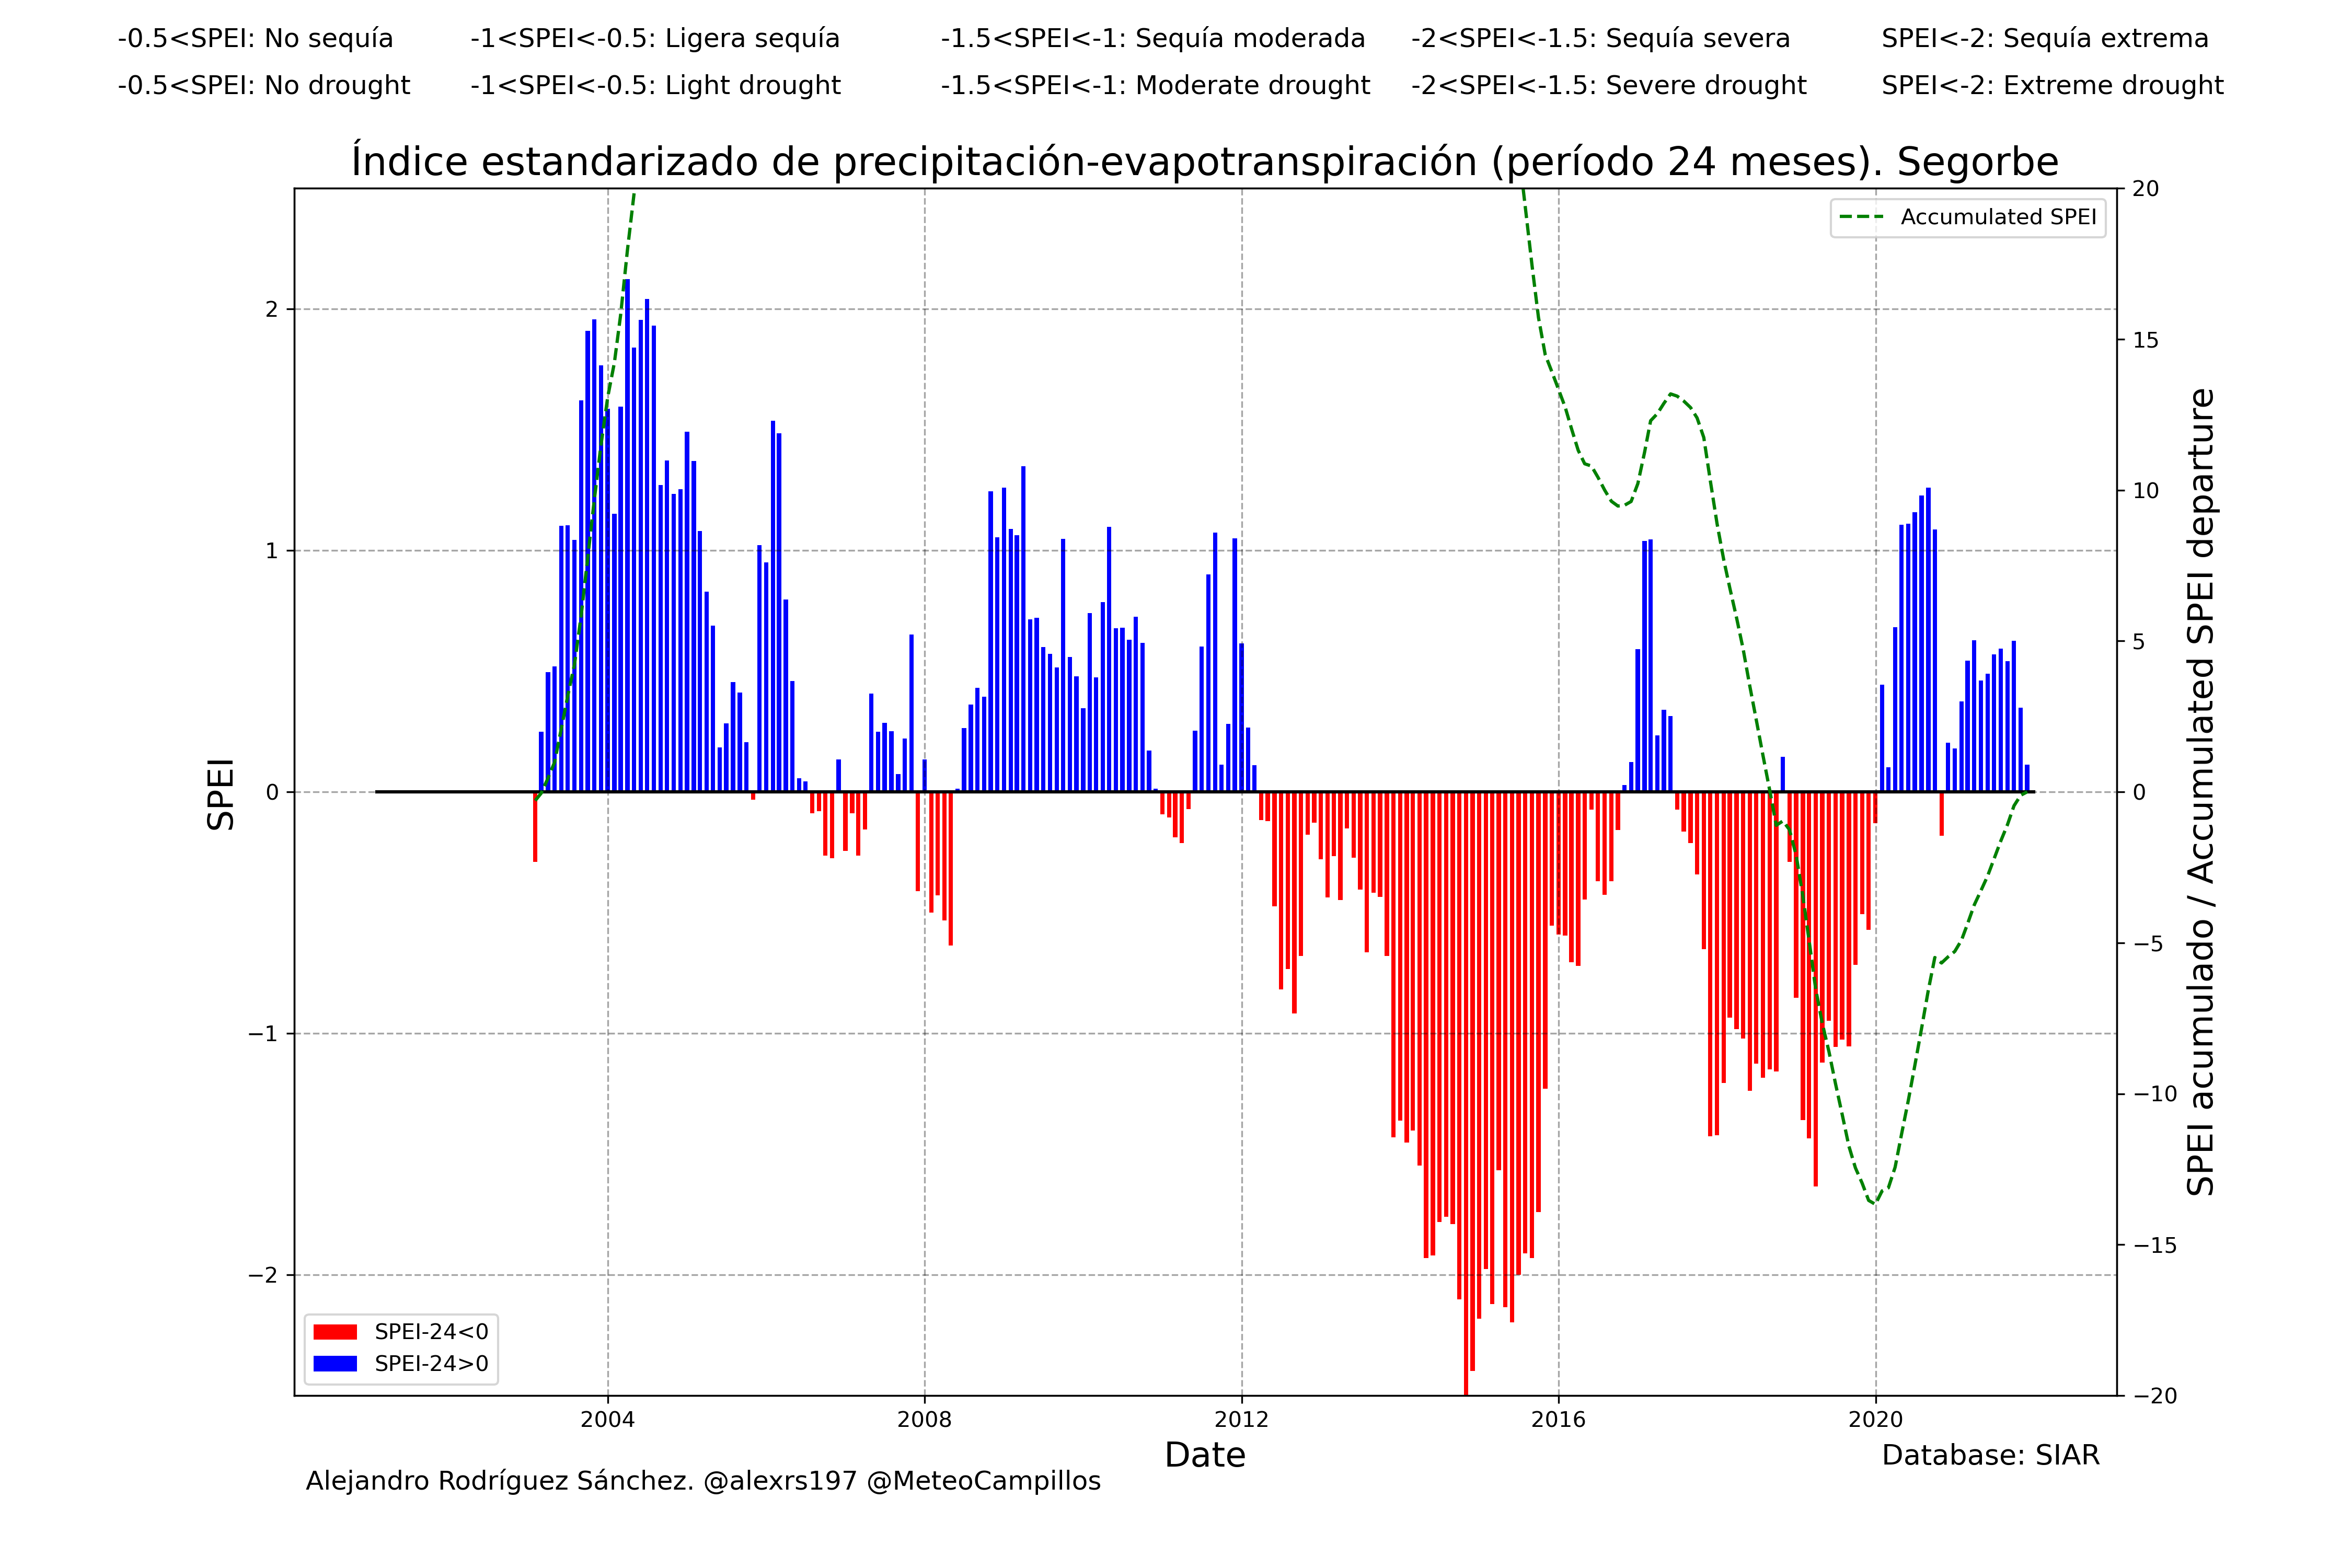 -0.5<SPEI: No sequía -1<SPEI<-0.5: Ligera sequía -1.5<SPEI<-1: Sequía moderada -2<SPEI<-1.5: Sequía severa SPEI<-2: Sequía extrema
-0.5<SPEI: No drought -1<SPEI<-0.5: Light drought -1.5<SPEI<-1: Moderate drought -2<SPEI<-1.5: Severe drought SPEI<-2: Extreme drought
Índice estandarizado de precipitación-evapotranspiración (período 24 meses). Segorbe
Accumulated SPEI
SPEI
2
1
0
−1
−2
20
15
10
5
0
−5
−10
−15
−20
SPEI acumulado / Accumulated SPEI departure
SPEI-24<0
SPEI-24>0
2004 2008 2012 2016 2020
Date
Database: SIAR
Alejandro Rodríguez Sánchez. @alexrs197 @MeteoCampillos